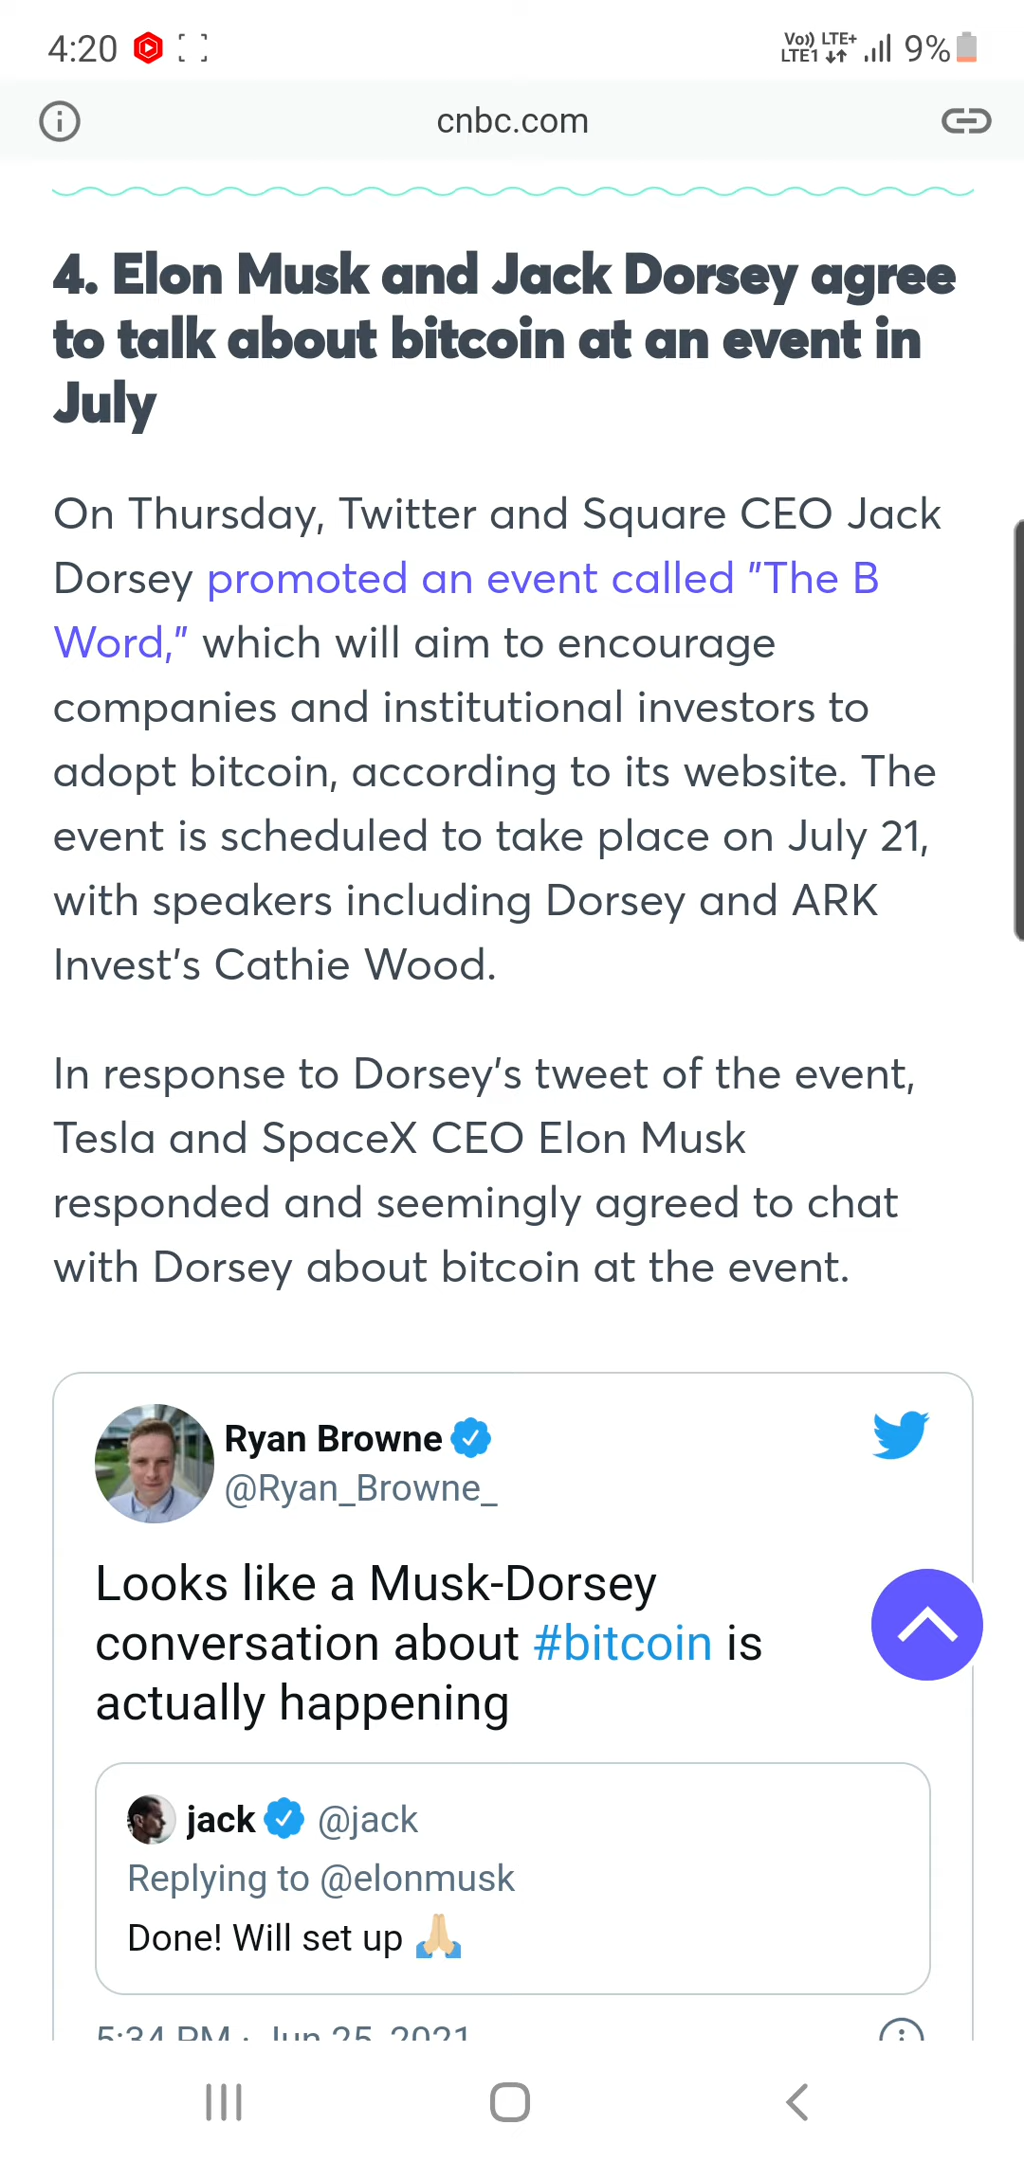 4:20
Vo)) LTE+
LTE1 9%
cnbc.com
4. Elon Musk and Jack Dorsey agree
to talk about bitcoin at an event in
July
On Thursday, Twitter and Square CEO Jack
Dorsey promoted an event called "The B
Word," which will aim to encourage
companies and institutional investors to
adopt bitcoin, according to its website. The
event is scheduled to take place on July 21,
with speakers including Dorsey and ARK
Invest's Cathie Wood.
In response to Dorsey's tweet of the event,
Tesla and SpaceX CEO Elon Musk
responded and seemingly agreed to chat
with Dorsey about bitcoin at the event.
Ryan Browne
@Ryan_Browne_
Looks like a Musk-Dorsey
conversation about #bitcoin is
actually happening
jack @jack
Replying to @elonmusk
Done! Will set up 🙏🏼
5:34 PM · Jun 25, 2021